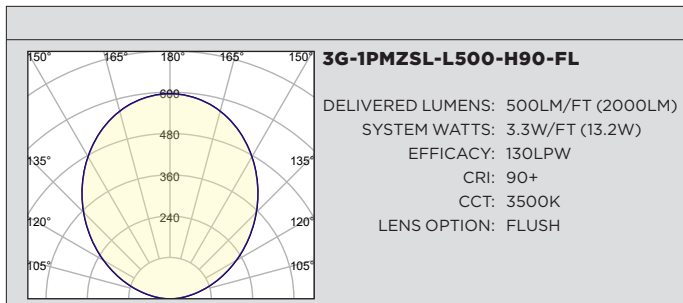 150° 165° 180° 165° 150°
600
480
135° 135°
360
120° 240 120°
105° 105°
3G-1PMZSL-L500-H90-FL
DELIVERED LUMENS: 500LM/FT (2000LM)
SYSTEM WATTS: 3.3W/FT (13.2W)
EFFICACY: 130LPW
CRI: 90+
CCT: 3500K
LENS OPTION: FLUSH